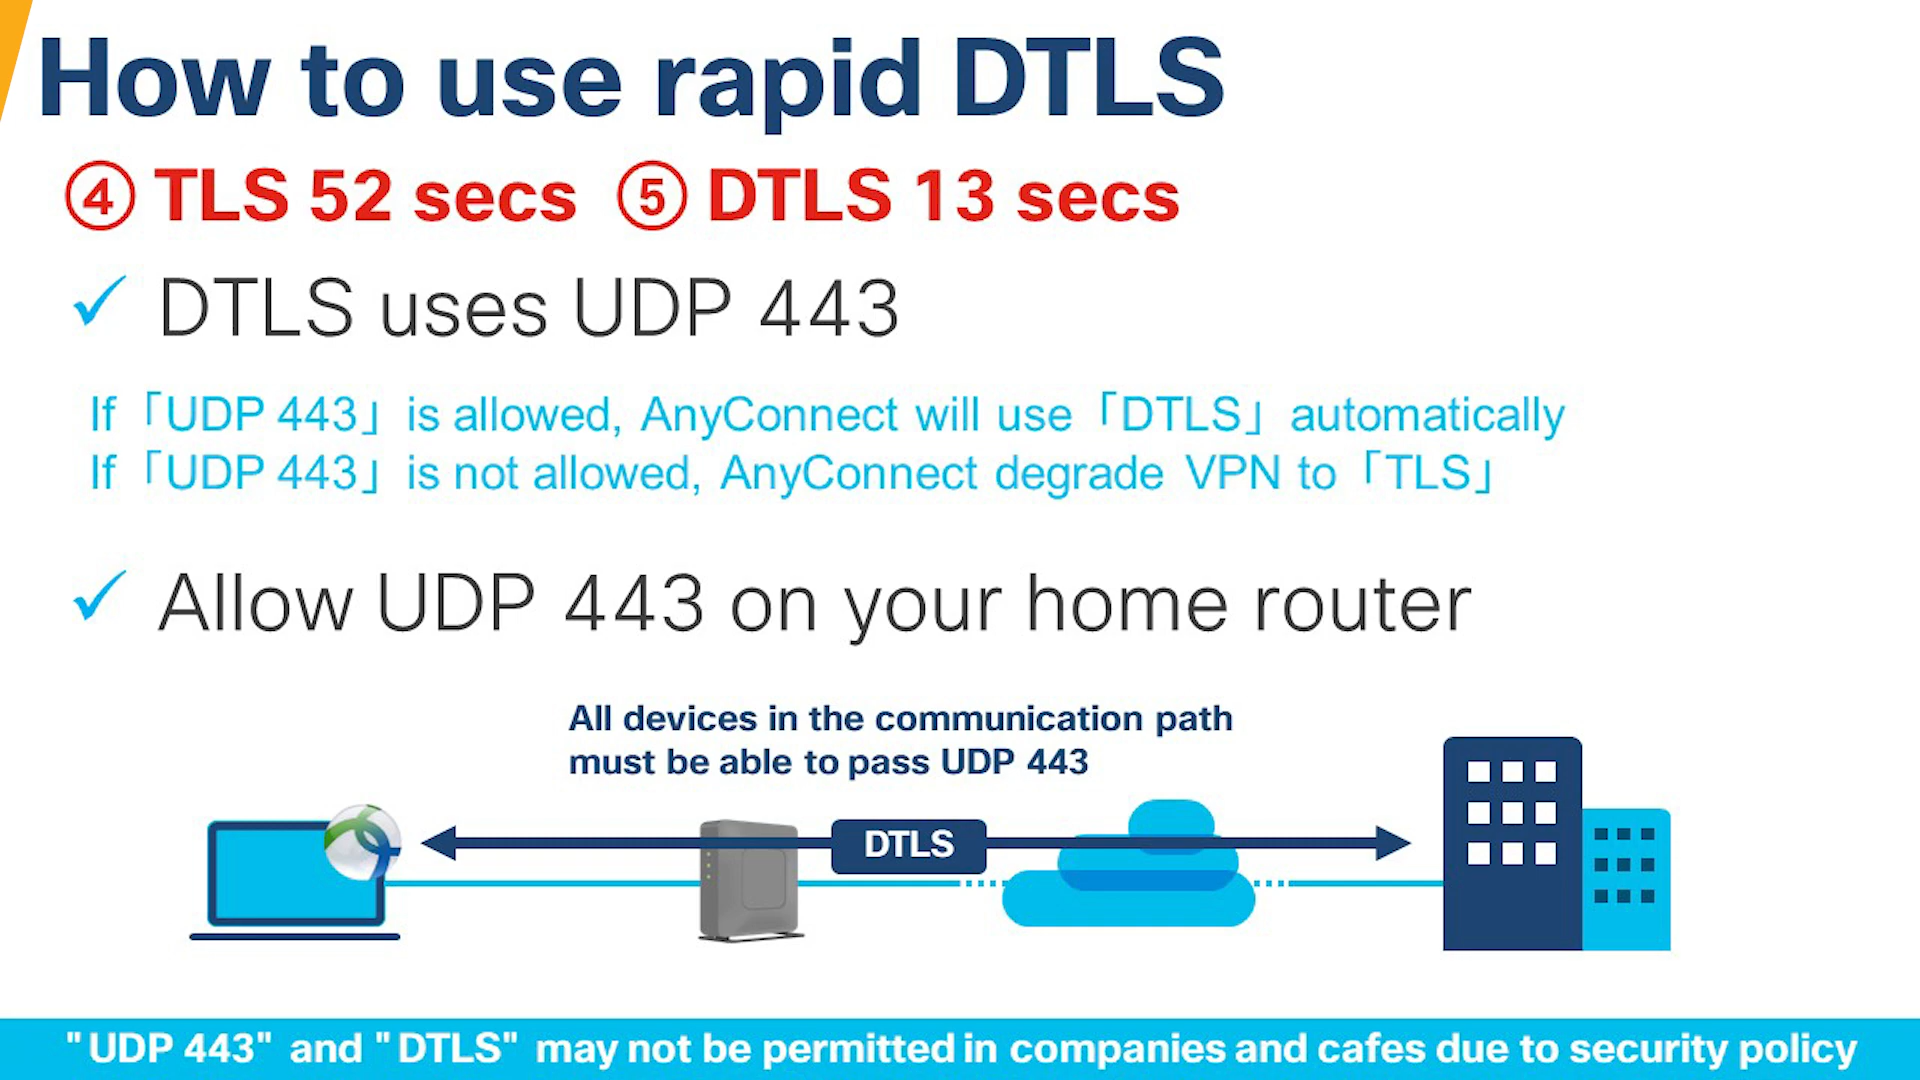 How to use rapid DTLS
④ TLS 52 secs ⑤ DTLS 13 secs
✓ DTLS uses UDP 443
If「UDP 443」is allowed, AnyConnect will use「DTLS」automatically
If「UDP 443」is not allowed, AnyConnect degrade VPN to「TLS」
✓ Allow UDP 443 on your home router
All devices in the communication path
must be able to pass UDP 443
DTLS
"UDP 443" and "DTLS" may not be permitted in companies and cafes due to security policy